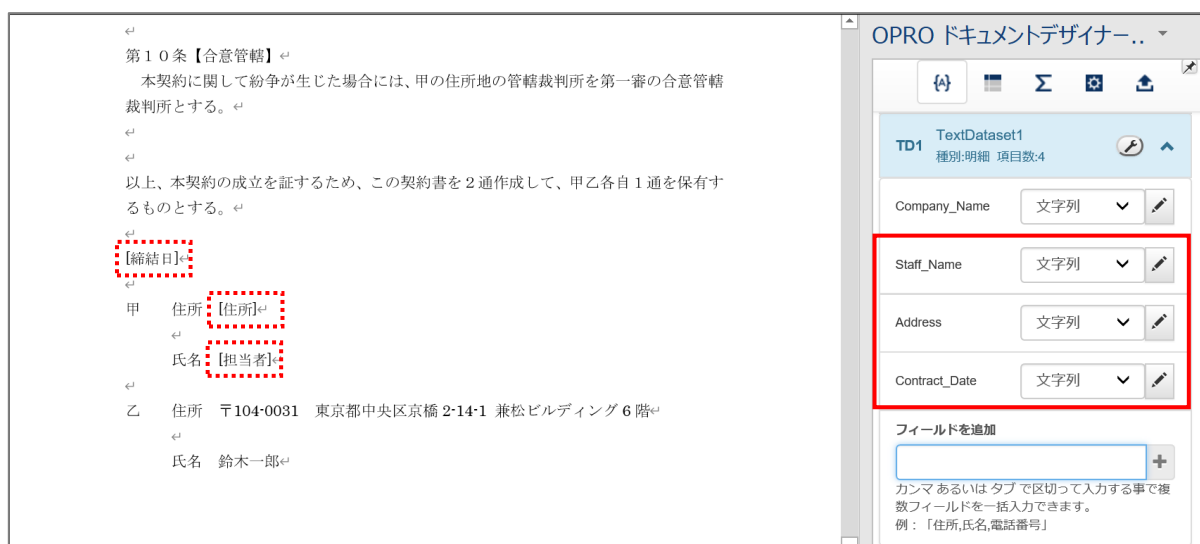 第１０条【合意管轄】
本契約に関して紛争が生じた場合には、甲の住所地の管轄裁判所を第一審の合意管轄
裁判所とする。
以上、本契約の成立を証するため、この契約書を２通作成して、甲乙各自１通を保有す
るものとする。
[締結日]
甲　住所　[住所]
氏名　[担当者]
乙　住所　〒104-0031　東京都中央区京橋 2-14-1 兼松ビルディング 6 階
氏名　鈴木一郎
OPRO ドキュメントデザイナー..
{A}
Σ
TD1
TextDataset1
種別:明細 項目数:4
Company_Name 文字列
Staff_Name 文字列
Address 文字列
Contract_Date 文字列
フィールドを追加
カンマ あるいは タブ で区切って入力する事で複
数フィールドを一括入力できます。
例：「住所,氏名,電話番号」